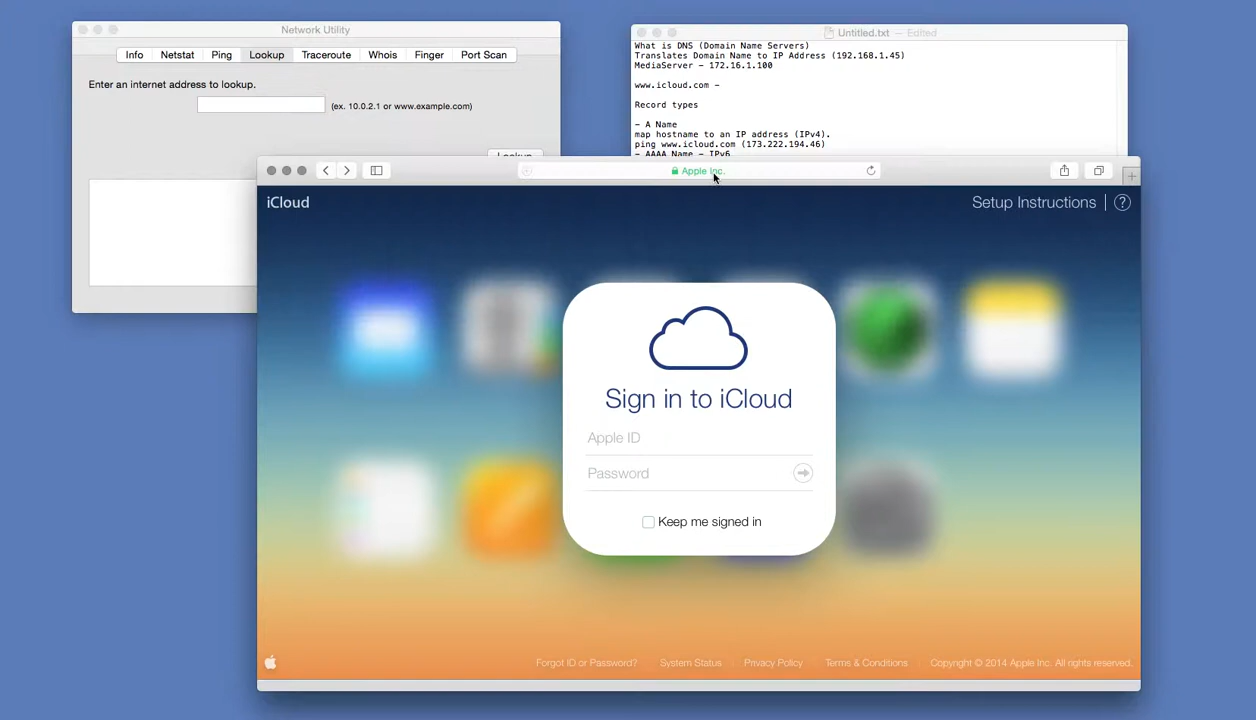 Network Utility
Info Netstat Ping Lookup Traceroute Whois Finger Port Scan
Enter an internet address to lookup.
(ex. 10.0.2.1 or www.example.com)
Lookup
Untitled.txt — Edited
What is DNS (Domain Name Servers)
Translates Domain Name to IP Address (192.168.1.45)
MediaServer - 172.16.1.100
www.icloud.com -
Record types
- A Name
map hostname to an IP address (IPv4).
ping www.icloud.com (173.222.194.46)
- AAAA Name - IPv6
Apple Inc.
iCloud
Setup Instructions | ?
Sign in to iCloud
Apple ID
Password
Keep me signed in
Forgot ID or Password? System Status Privacy Policy Terms & Conditions Copyright © 2014 Apple Inc. All rights reserved.